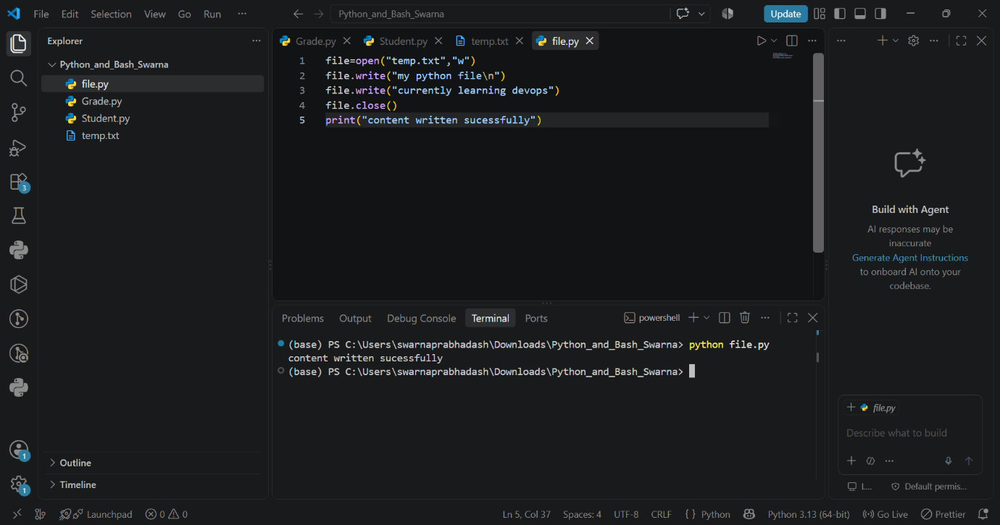 File Edit Selection View Go Run ··· Python_and_Bash_Swarna Update
Explorer ···
Python_and_Bash_Swarna
file.py
Grade.py
Student.py
temp.txt
Outline
Timeline
3
1
1
Grade.py Student.py temp.txt file.py
1 file=open("temp.txt","w")
2 file.write("my python file\n")
3 file.write("currently learning devops")
4 file.close()
5 print("content written sucessfully")
Problems Output Debug Console Terminal Ports powershell
(base) PS C:\Users\swarnaprabhadash\Downloads\Python_and_Bash_Swarna> python file.py
content written sucessfully
(base) PS C:\Users\swarnaprabhadash\Downloads\Python_and_Bash_Swarna>
Build with Agent
AI responses may be
inaccurate
Generate Agent Instructions
to onboard AI onto your
codebase.
file.py
Describe what to build
L... Default permis...
Launchpad 0 0 Ln 5, Col 37 Spaces: 4 UTF-8 CRLF { } Python Python 3.13 (64-bit) Go Live Prettier